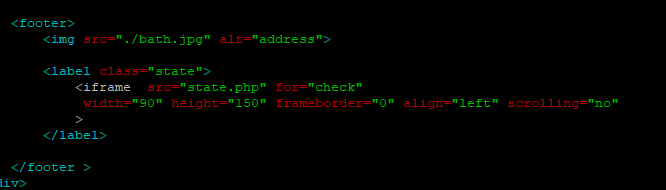 <footer>
<img src="./bath.jpg" alt="address">
<label class="state">
<iframe  src="state.php" for="check"
width="90" height="150" frameborder="0" align="left" scrolling="no"
>
</label>
</footer >
div>